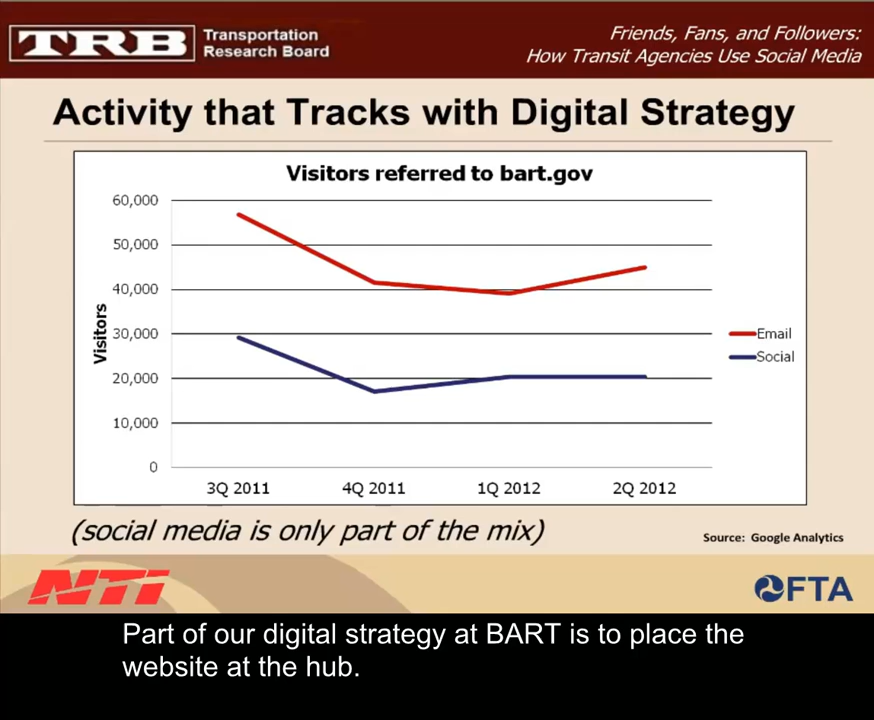 TRB Transportation
Research Board
Friends, Fans, and Followers:
How Transit Agencies Use Social Media
Activity that Tracks with Digital Strategy
Visitors referred to bart.gov
60,000
50,000
40,000
30,000
20,000
10,000
0
Visitors
3Q 2011 4Q 2011 1Q 2012 2Q 2012
Email
Social
(social media is only part of the mix)
Source: Google Analytics
NTI
FTA
Part of our digital strategy at BART is to place the
website at the hub.